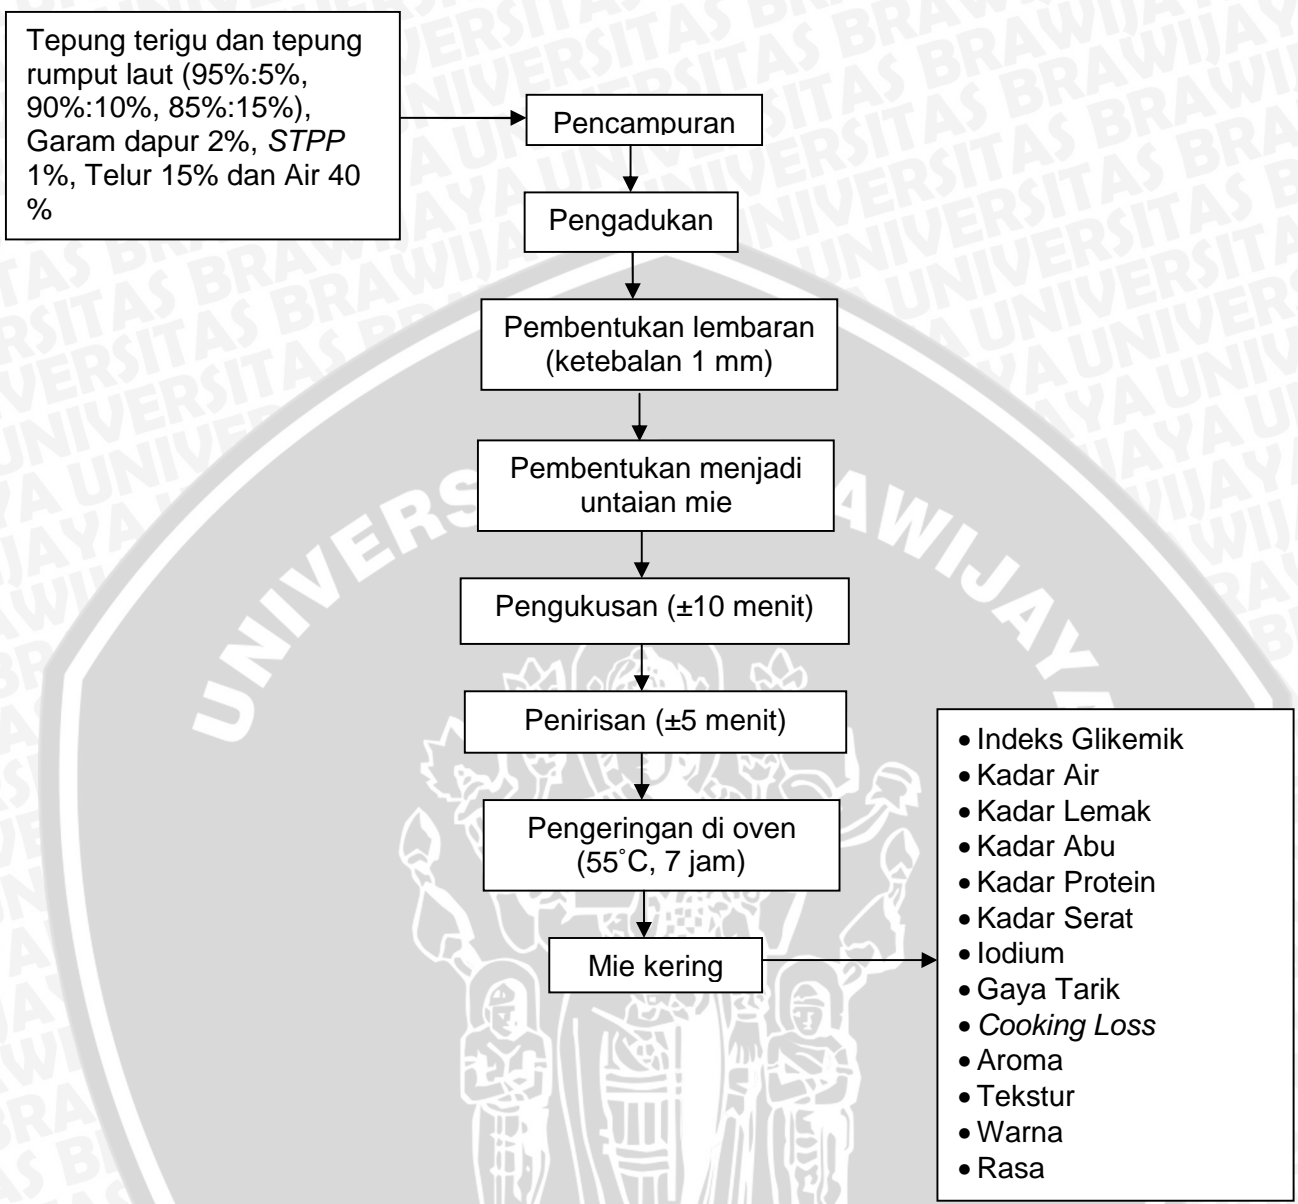 Tepung terigu dan tepung
rumput laut (95%:5%,
90%:10%, 85%:15%),
Garam dapur 2%, STPP
1%, Telur 15% dan Air 40
%
Pencampuran
Pengadukan
Pembentukan lembaran
(ketebalan 1 mm)
Pembentukan menjadi
untaian mie
Pengukusan (±10 menit)
Penirisan (±5 menit)
Pengeringan di oven
(55˚C, 7 jam)
Mie kering
• Indeks Glikemik
• Kadar Air
• Kadar Lemak
• Kadar Abu
• Kadar Protein
• Kadar Serat
• Iodium
• Gaya Tarik
• Cooking Loss
• Aroma
• Tekstur
• Warna
• Rasa
UNIVERS BRAWIJAYA